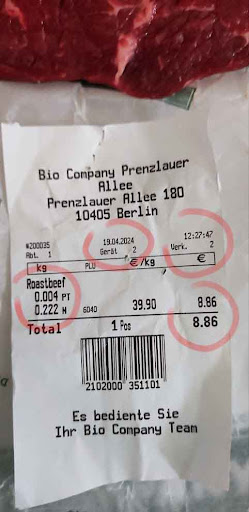 Bio Company Prenzlauer
Allee
Prenzlauer Allee 180
10405 Berlin
#200035 19.04.2024 12:27:47
Abt. 1 Gerät 2 Verk. 2
kg PLU €/kg €
Roastbeef
0.004 PT
0.222 N 6040 39.90 8.86
Total 1 Pos 8.86
2102000 351101
Es bediente Sie
Ihr Bio Company Team